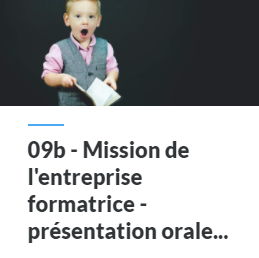 09b - Mission de
l'entreprise
formatrice -
présentation orale...